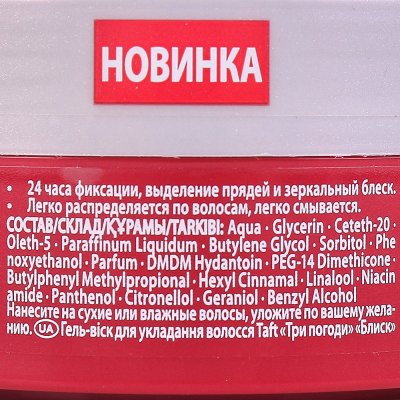 НОВИНКА
• 24 часа фиксации, выделение прядей и зеркальный блеск.
• Легко распределяется по волосам, легко смывается.
СОСТАВ/СКЛАД/ҚҰРАМЫ/TARKIBI: Aqua · Glycerin · Ceteth-20 ·
Oleth-5 · Paraffinum Liquidum · Butylene Glycol · Sorbitol · Phe
noxyethanol · Parfum · DMDM Hydantoin · PEG-14 Dimethicone ·
Butylphenyl Methylpropional · Hexyl Cinnamal · Linalool · Niacin
amide · Panthenol · Citronellol · Geraniol · Benzyl Alcohol
Нанесите на сухие или влажные волосы, уложите по вашему жела-
нию. UA Гель-віск для укладання волосся Taft «Три погоди» «Блиск»